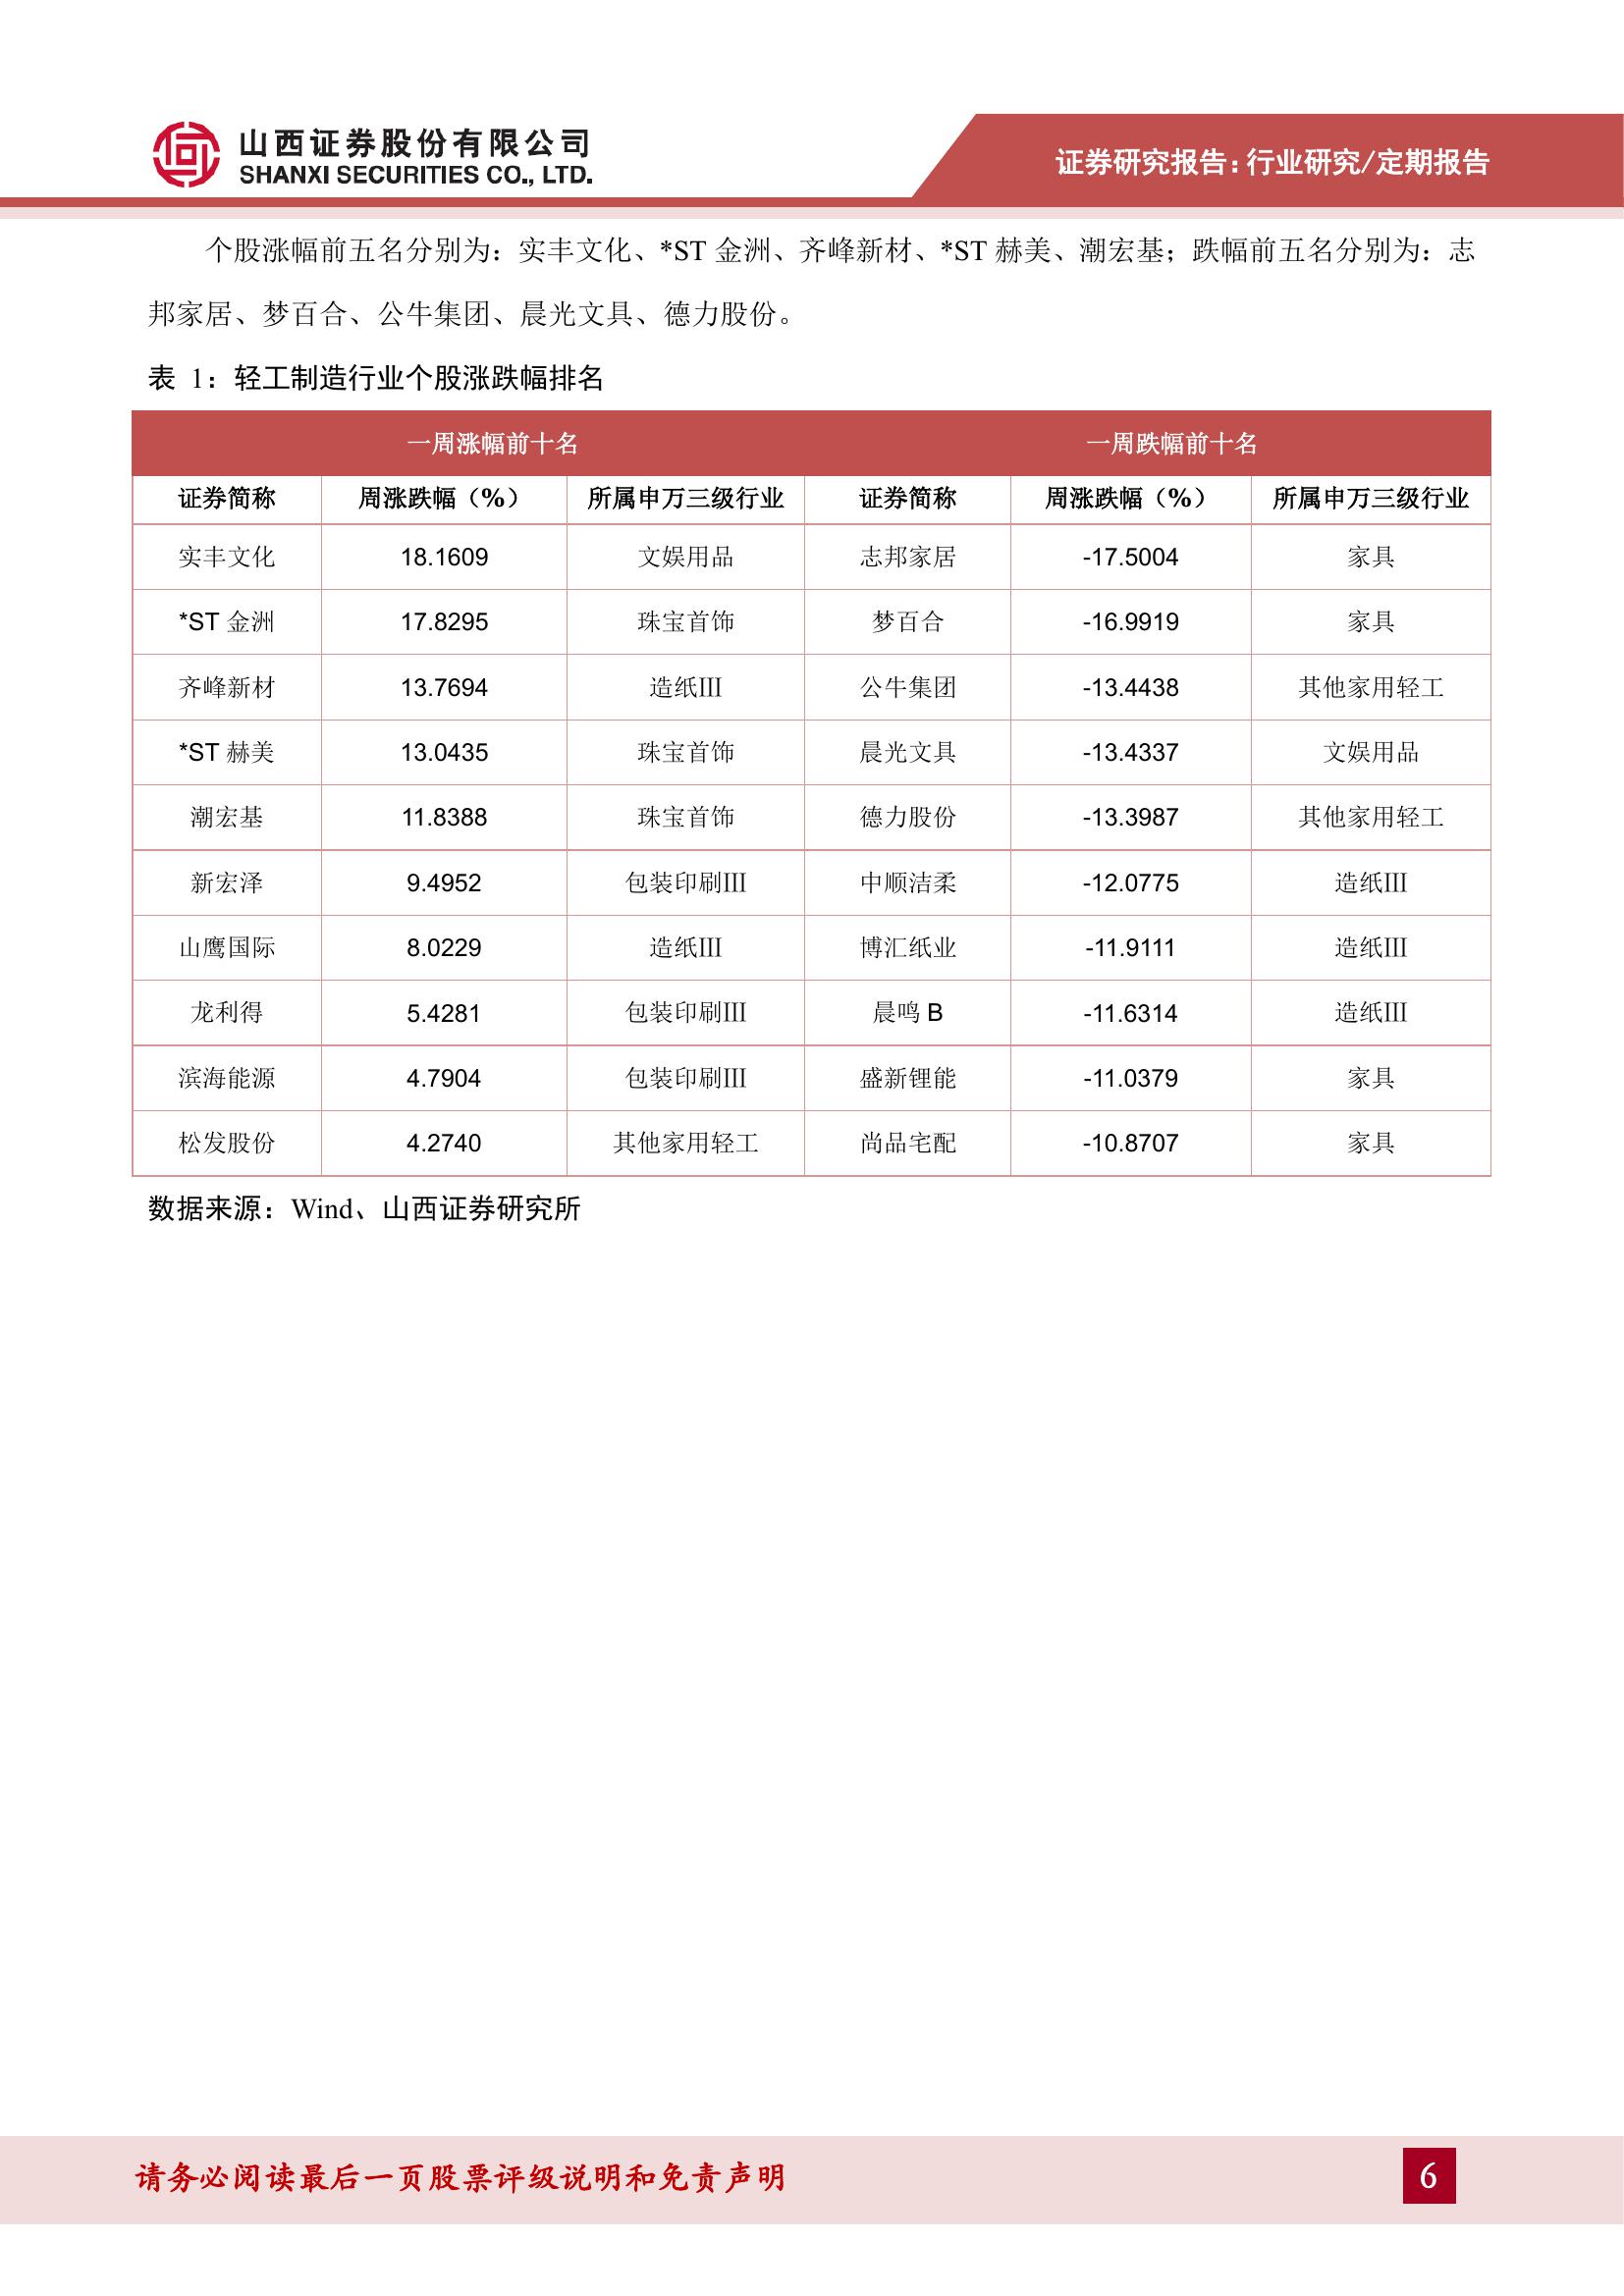 山西证券股份有限公司
SHANXI SECURITIES CO., LTD.
证券研究报告:行业研究/定期报告
个股涨幅前五名分别为：实丰文化、*ST 金洲、齐峰新材、*ST 赫美、潮宏基；跌幅前五名分别为：志
邦家居、梦百合、公牛集团、晨光文具、德力股份。
表 1：轻工制造行业个股涨跌幅排名
一周涨幅前十名 一周跌幅前十名
证券简称 周涨跌幅（%） 所属申万三级行业 证券简称 周涨跌幅（%） 所属申万三级行业
实丰文化 18.1609 文娱用品 志邦家居 -17.5004 家具
*ST 金洲 17.8295 珠宝首饰 梦百合 -16.9919 家具
齐峰新材 13.7694 造纸Ⅲ 公牛集团 -13.4438 其他家用轻工
*ST 赫美 13.0435 珠宝首饰 晨光文具 -13.4337 文娱用品
潮宏基 11.8388 珠宝首饰 德力股份 -13.3987 其他家用轻工
新宏泽 9.4952 包装印刷Ⅲ 中顺洁柔 -12.0775 造纸Ⅲ
山鹰国际 8.0229 造纸Ⅲ 博汇纸业 -11.9111 造纸Ⅲ
龙利得 5.4281 包装印刷Ⅲ 晨鸣 B -11.6314 造纸Ⅲ
滨海能源 4.7904 包装印刷Ⅲ 盛新锂能 -11.0379 家具
松发股份 4.2740 其他家用轻工 尚品宅配 -10.8707 家具
数据来源：Wind、山西证券研究所
请务必阅读最后一页股票评级说明和免责声明
6